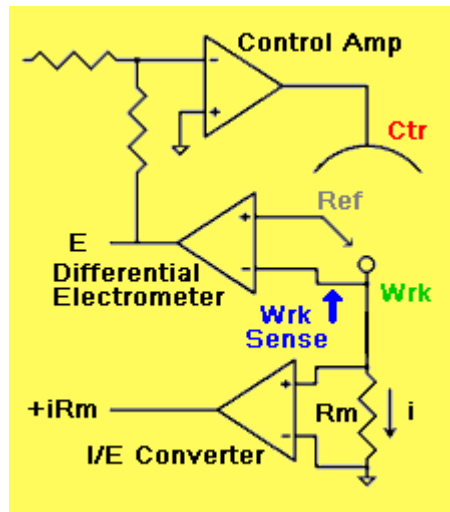 Control Amp
-
+
Ctr
Ref
E
+
-
Differential
Electrometer
Wrk
Wrk
Sense
+
-
+iRm
Rm
i
I/E Converter